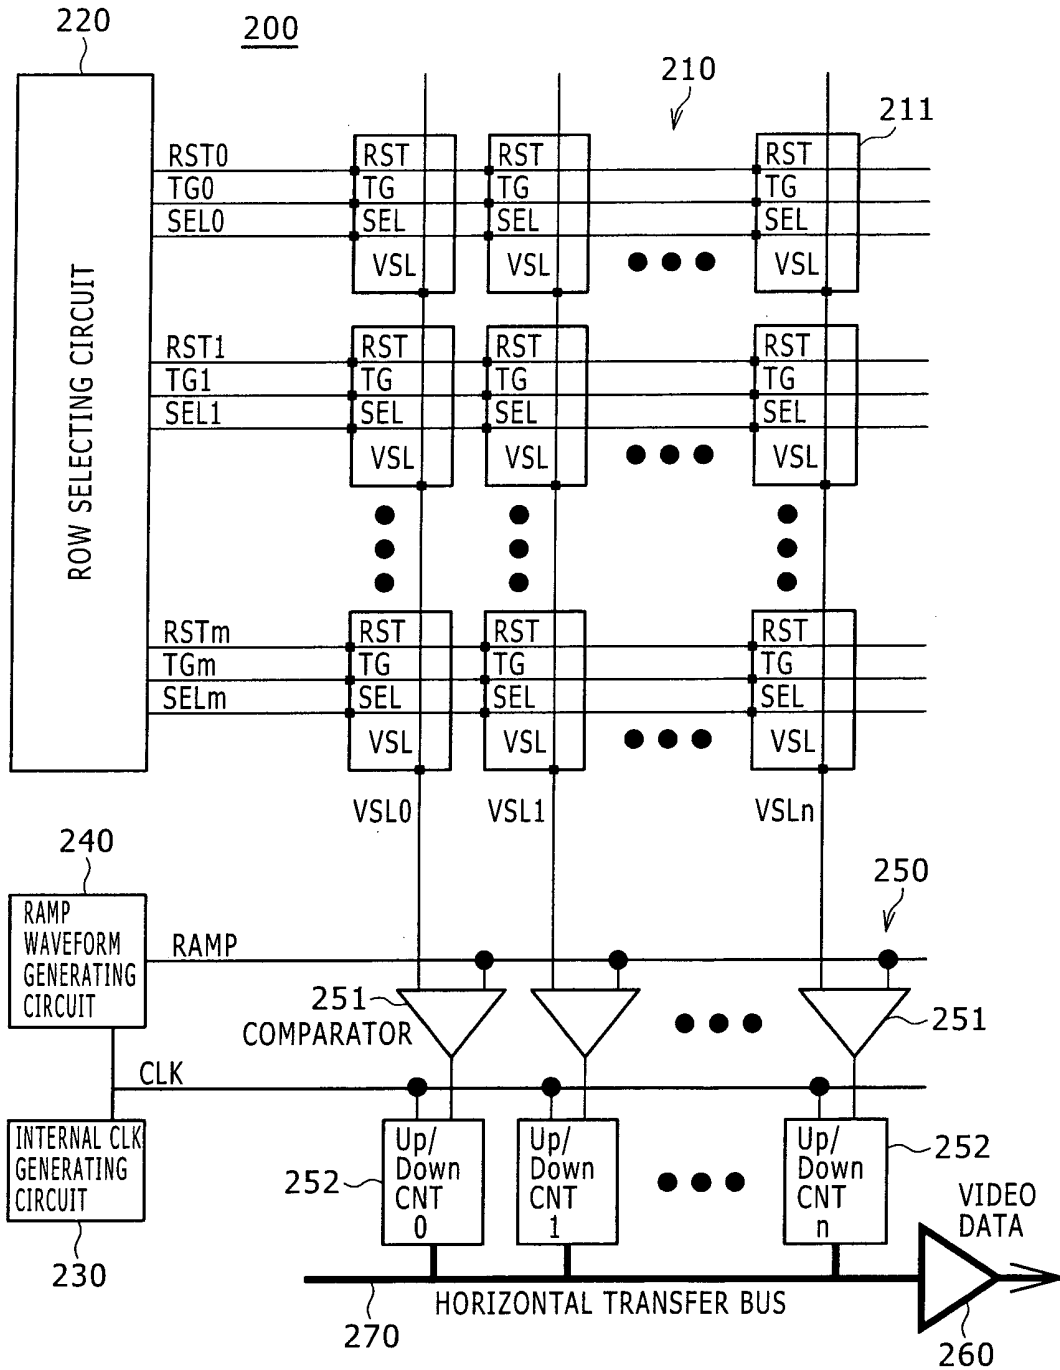 220
200
210
211
ROW SELECTING CIRCUIT
RST0
TG0
SEL0
RST
TG
SEL
VSL
RST
TG
SEL
VSL
RST
TG
SEL
VSL
RST1
TG1
SEL1
RST
TG
SEL
VSL
RST
TG
SEL
VSL
RST
TG
SEL
VSL
RSTm
TGm
SELm
RST
TG
SEL
VSL
RST
TG
SEL
VSL
RST
TG
SEL
VSL
VSL0
VSL1
VSLn
240
250
RAMP
WAVEFORM
GENERATING
CIRCUIT
RAMP
251
COMPARATOR
251
CLK
INTERNAL CLK
GENERATING
CIRCUIT
230
252
Up/
Down
CNT
0
Up/
Down
CNT
1
Up/
Down
CNT
n
252
VIDEO
DATA
HORIZONTAL TRANSFER BUS
270
260